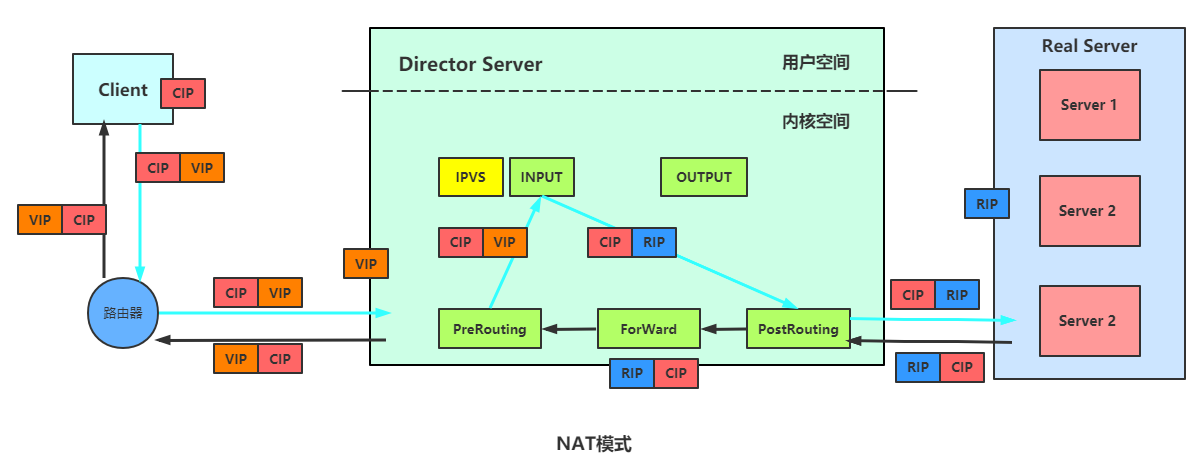 Real Server
Director Server
用户空间
Client
CIP
Server 1
内核空间
CIP VIP
IPVS
INPUT
OUTPUT
RIP
Server 2
VIP CIP
CIP VIP
CIP RIP
VIP
CIP VIP
CIP RIP
路由器
PreRouting
ForWard
PostRouting
Server 2
VIP CIP
RIP CIP
RIP CIP
NAT模式